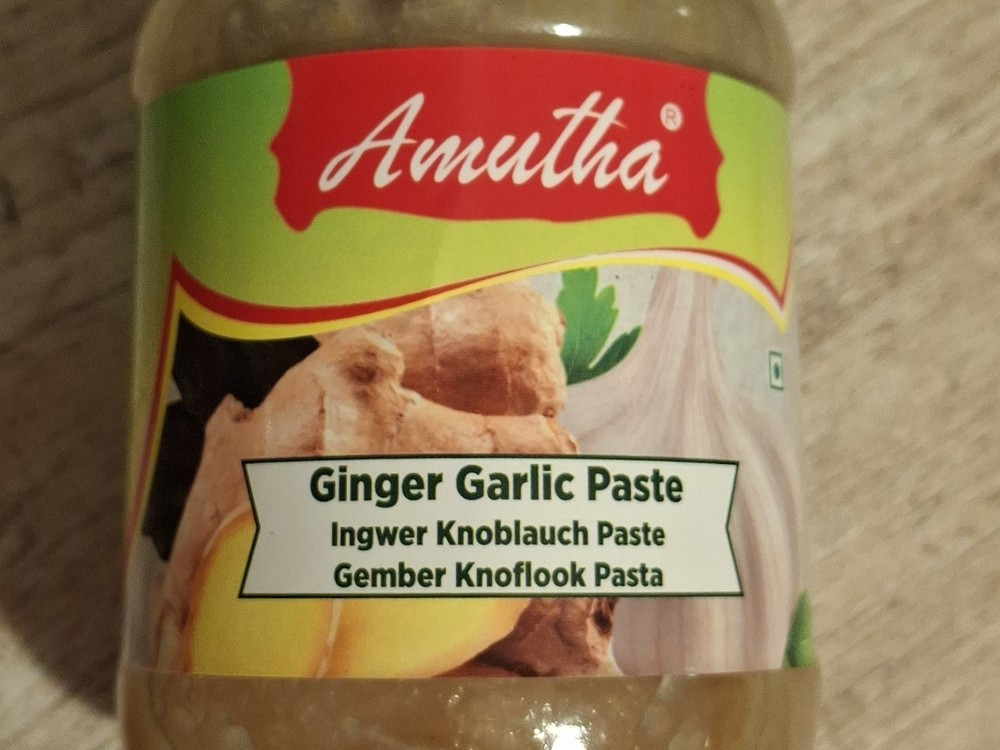 Amutha®
Ginger Garlic Paste
Ingwer Knoblauch Paste
Gember Knoflook Pasta